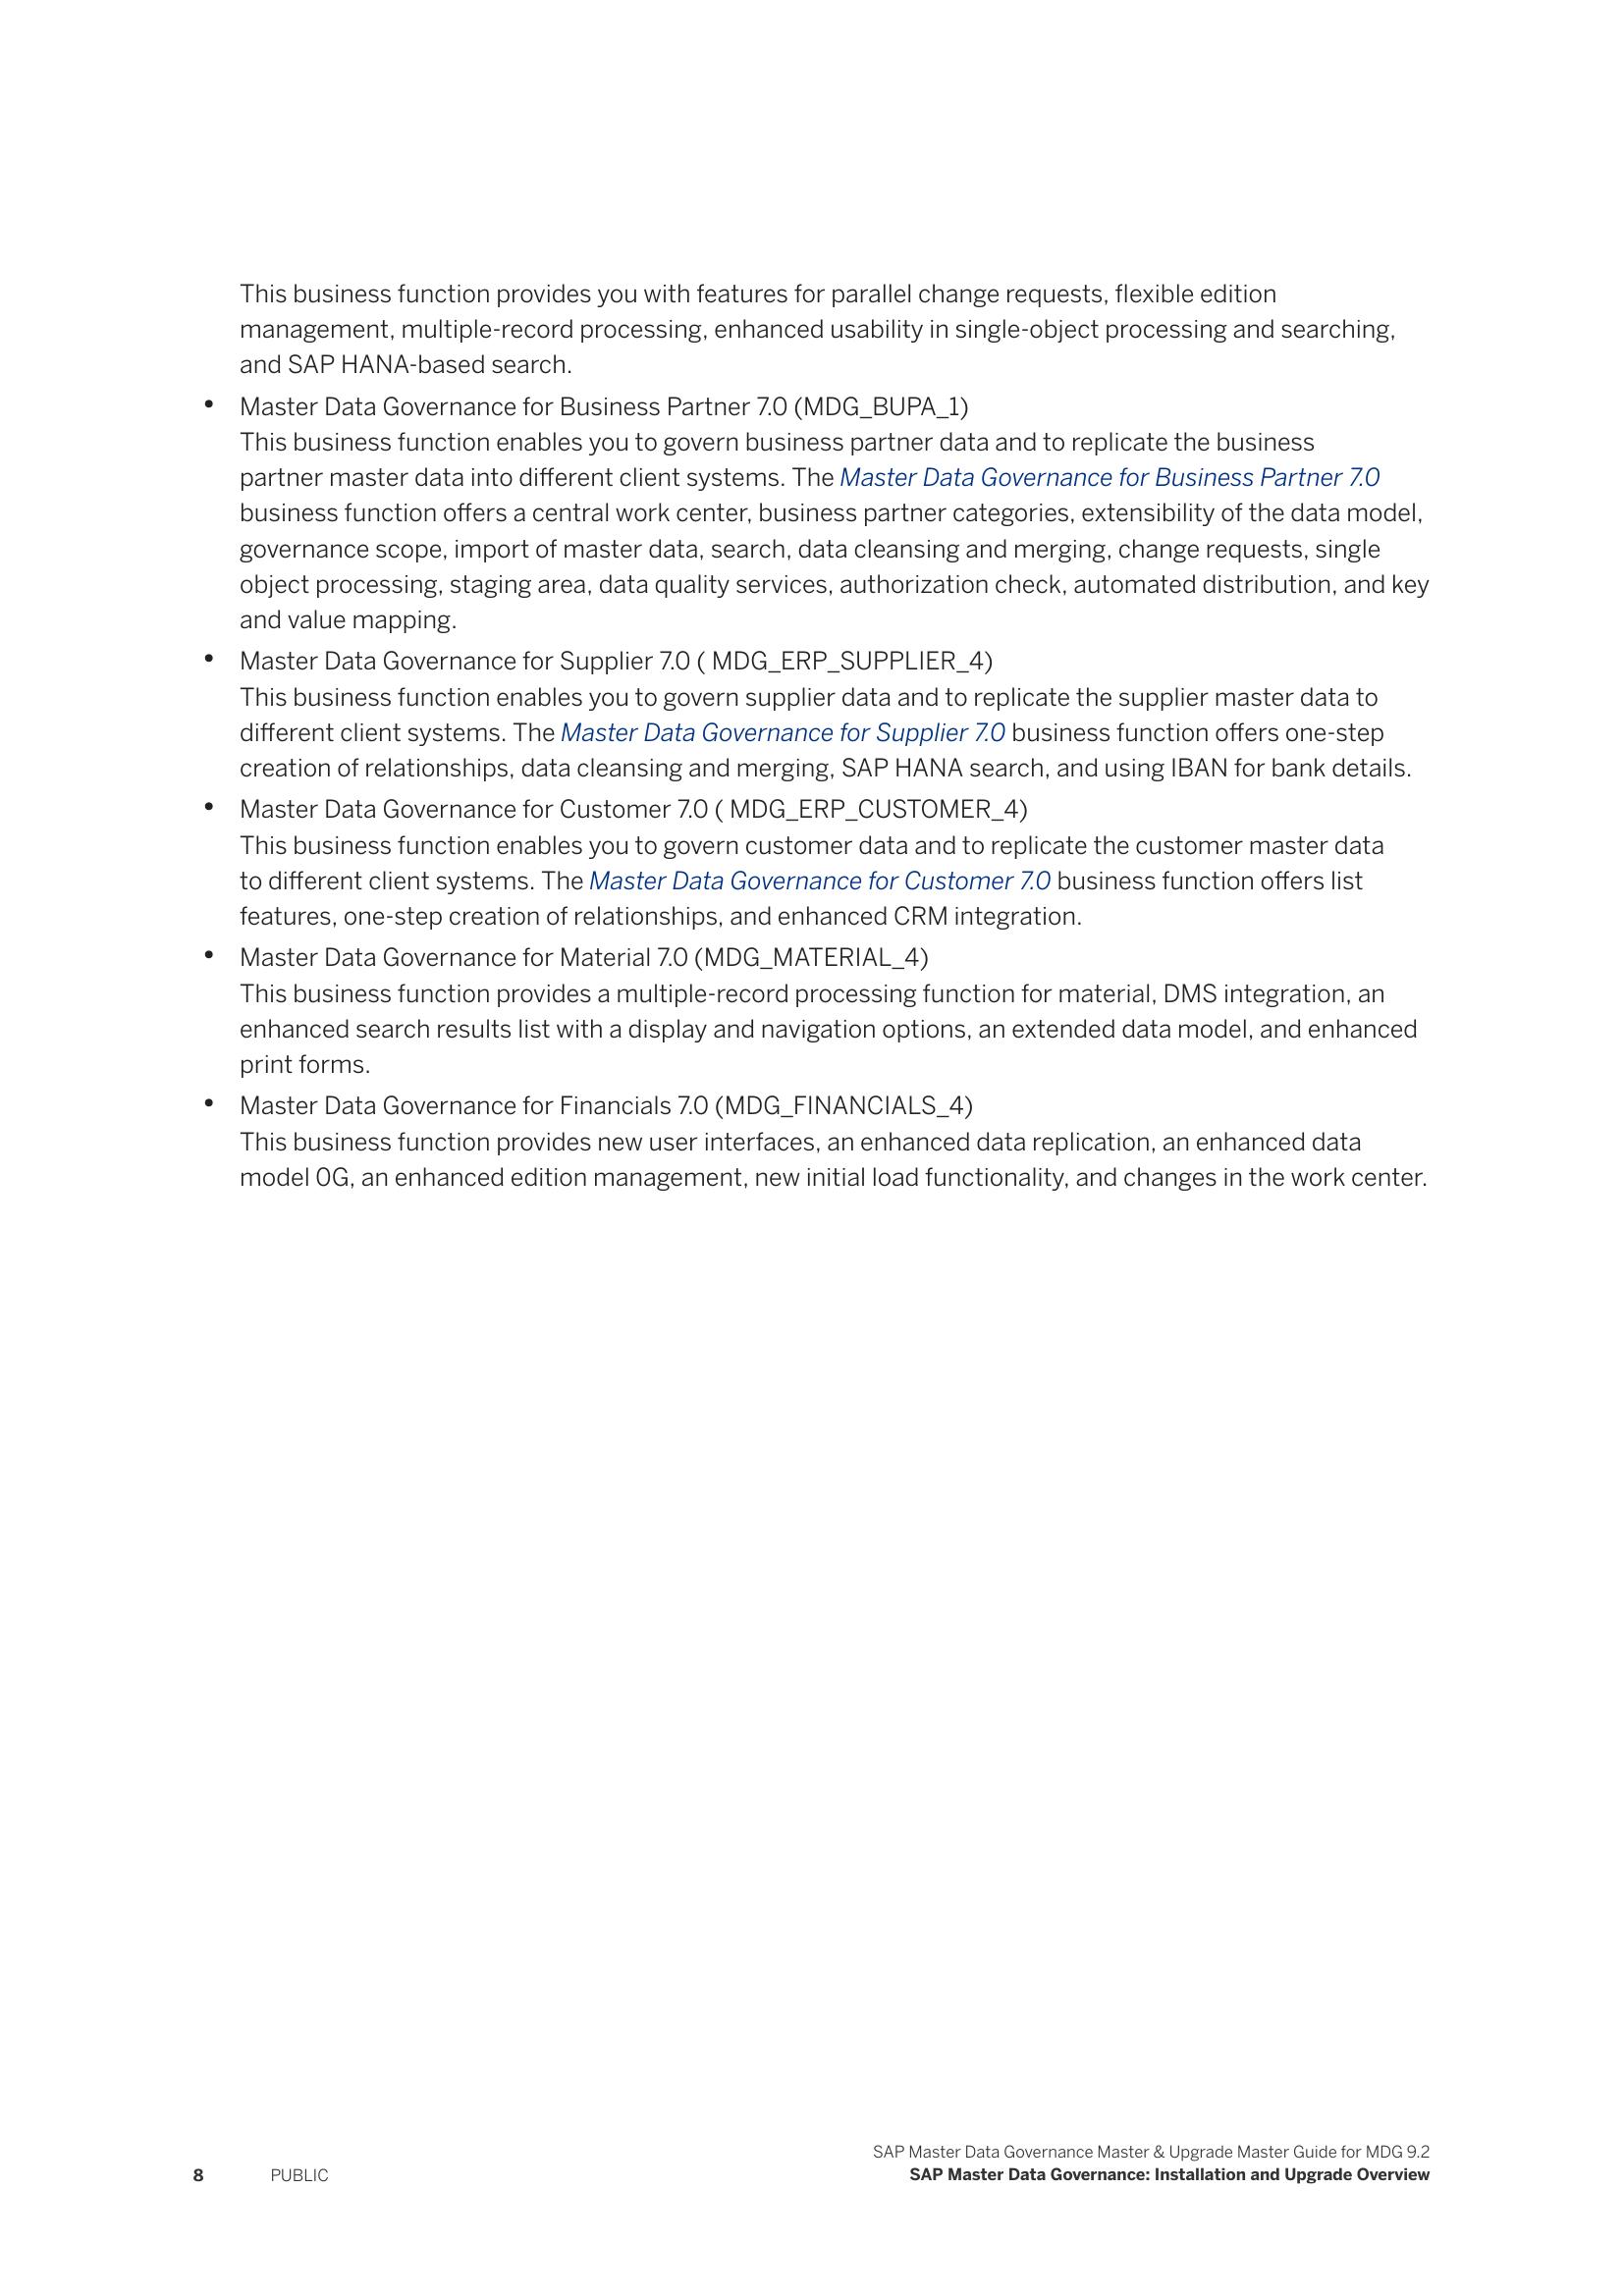 This business function provides you with features for parallel change requests, flexible edition
management, multiple-record processing, enhanced usability in single-object processing and searching,
and SAP HANA-based search.
• Master Data Governance for Business Partner 7.0 (MDG_BUPA_1)
This business function enables you to govern business partner data and to replicate the business
partner master data into different client systems. The Master Data Governance for Business Partner 7.0
business function offers a central work center, business partner categories, extensibility of the data model,
governance scope, import of master data, search, data cleansing and merging, change requests, single
object processing, staging area, data quality services, authorization check, automated distribution, and key
and value mapping.
• Master Data Governance for Supplier 7.0 ( MDG_ERP_SUPPLIER_4)
This business function enables you to govern supplier data and to replicate the supplier master data to
different client systems. The Master Data Governance for Supplier 7.0 business function offers one-step
creation of relationships, data cleansing and merging, SAP HANA search, and using IBAN for bank details.
• Master Data Governance for Customer 7.0 ( MDG_ERP_CUSTOMER_4)
This business function enables you to govern customer data and to replicate the customer master data
to different client systems. The Master Data Governance for Customer 7.0 business function offers list
features, one-step creation of relationships, and enhanced CRM integration.
• Master Data Governance for Material 7.0 (MDG_MATERIAL_4)
This business function provides a multiple-record processing function for material, DMS integration, an
enhanced search results list with a display and navigation options, an extended data model, and enhanced
print forms.
• Master Data Governance for Financials 7.0 (MDG_FINANCIALS_4)
This business function provides new user interfaces, an enhanced data replication, an enhanced data
model 0G, an enhanced edition management, new initial load functionality, and changes in the work center.
SAP Master Data Governance Master & Upgrade Master Guide for MDG 9.2
8 PUBLIC SAP Master Data Governance: Installation and Upgrade Overview